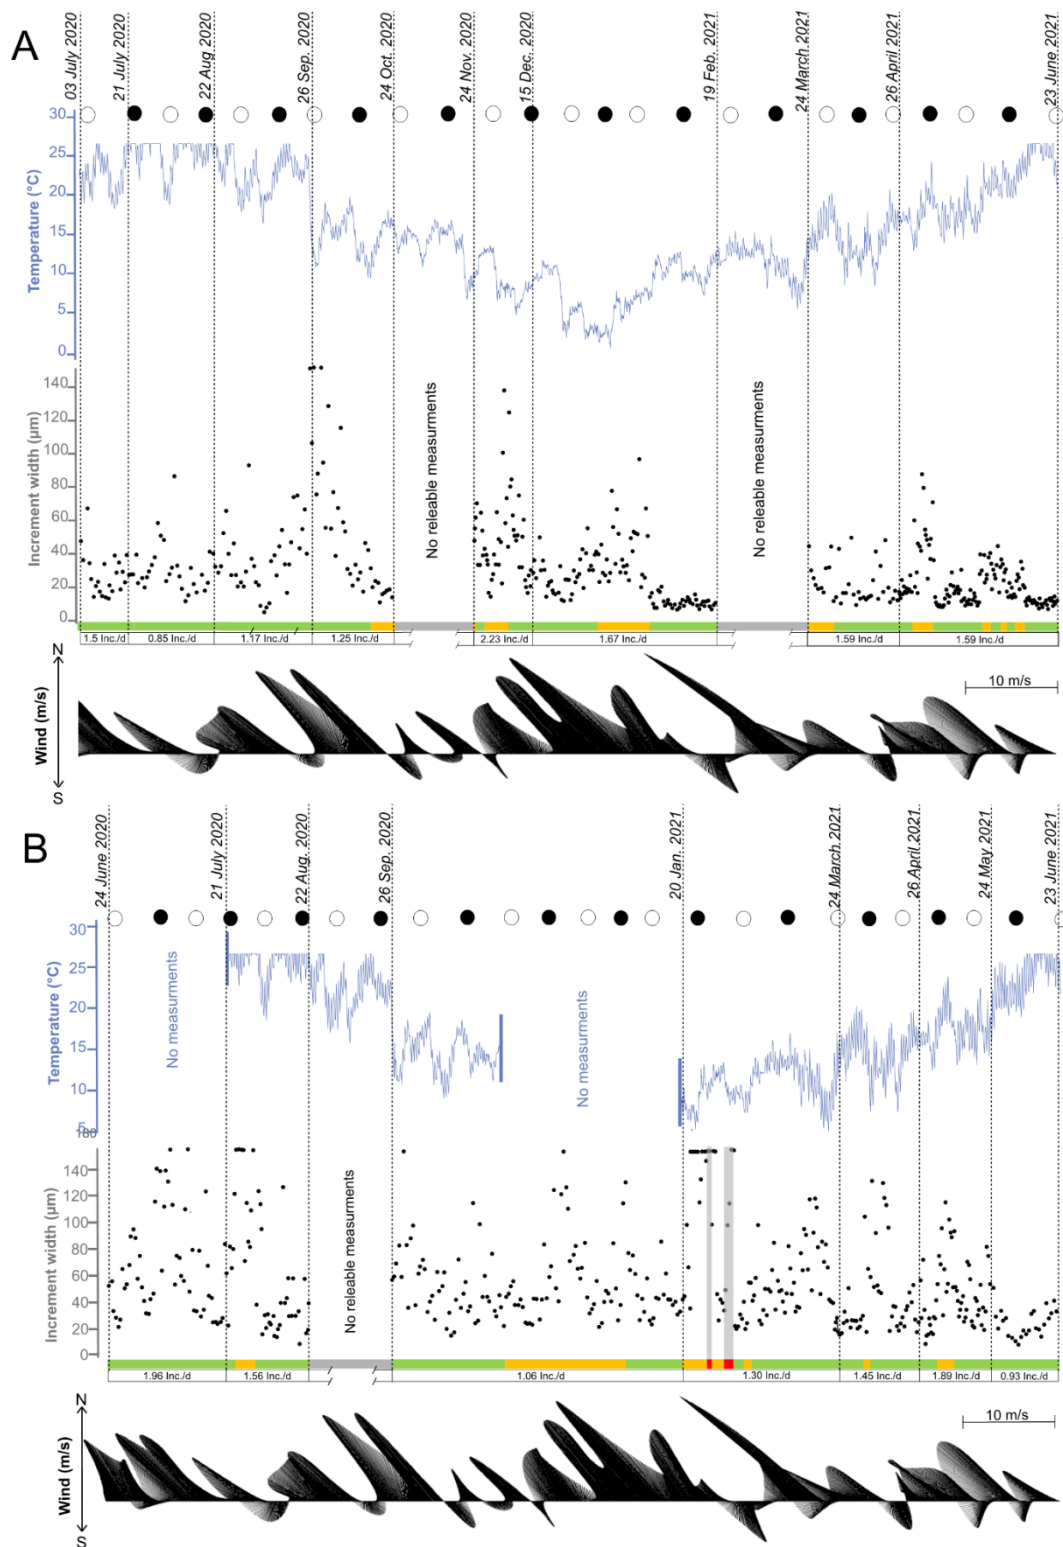 A
03 July 2020
21 July 2020
22 Aug 2020
26 Sep. 2020
24 Oct. 2020
24 Nov. 2020
15 Dec. 2020
19 Feb. 2021
24 March 2021
26 April 2021
23 June 2021
Temperature (°C)
30
25
20
15
10
5
0
Increment width (µm)
140
120
100
80
60
40
20
0
No releable measurments
No releable measurments
1.5 Inc./d
0.85 Inc./d
1.17 Inc./d
1.25 Inc./d
2.23 Inc./d
1.67 Inc./d
1.59 Inc./d
1.59 Inc./d
N
Wind (m/s)
S
10 m/s
B
24 June 2020
21 July 2020
22 Aug. 2020
26 Sep. 2020
20 Jan. 2021
24 March 2021
26 April 2021
24 May 2021
23 June 2021
Temperature (°C)
30
25
20
15
10
5
No measurments
No measurments
Increment width (µm)
180
140
120
100
80
60
40
20
0
No releable measurments
1.96 Inc./d
1.56 Inc./d
1.06 Inc./d
1.30 Inc./d
1.45 Inc./d
1.89 Inc./d
0.93 Inc./d
N
Wind (m/s)
S
10 m/s